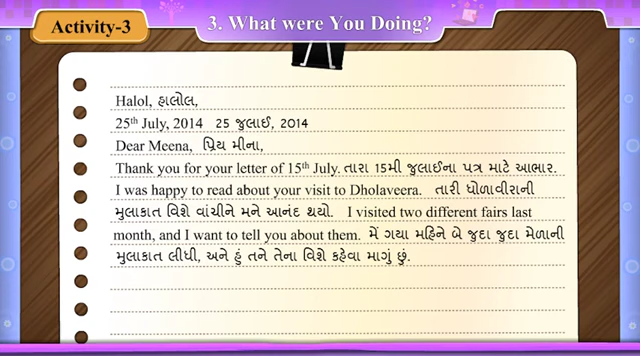 Activity-3
3. What were You Doing?
Halol, હાલોલ,
25th July, 2014 25 જુલાઈ, 2014
Dear Meena, પ્રિય મીના,
Thank you for your letter of 15th July. તારા 15મી જુલાઈના પત્ર માટે આભાર.
I was happy to read about your visit to Dholaveera. તારી ધોળાવીરાની
મુલાકાત વિશે વાંચીને મને આનંદ થયો. I visited two different fairs last
month, and I want to tell you about them. મેં ગયા મહિને બે જુદા જુદા મેળાની
મુલાકાત લીધી, અને હું તને તેના વિશે કહેવા માગું છું.